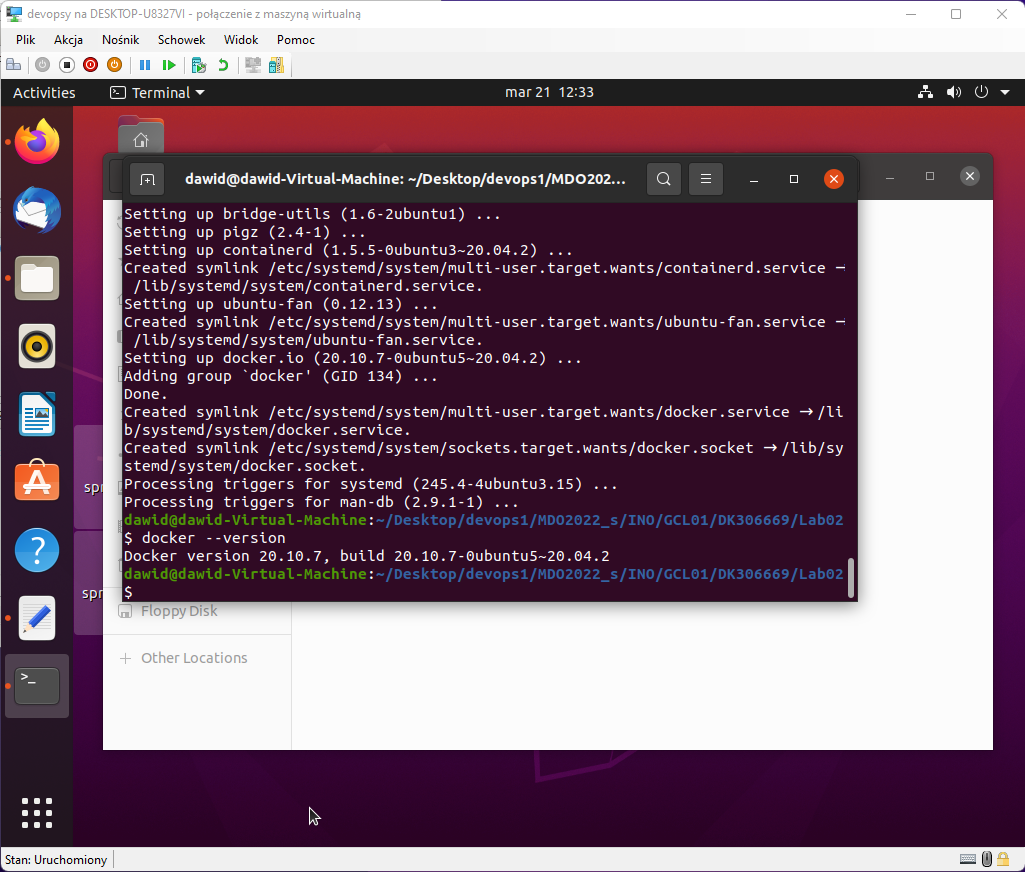 devopsy na DESKTOP-U8327VI - połączenie z maszyną wirtualną
Plik Akcja Nośnik Schowek Widok Pomoc
Activities Terminal mar 21 12:33
dawid@dawid-Virtual-Machine: ~/Desktop/devops1/MDO202...
Setting up bridge-utils (1.6-2ubuntu1) ...
Setting up pigz (2.4-1) ...
Setting up containerd (1.5.5-0ubuntu3~20.04.2) ...
Created symlink /etc/systemd/system/multi-user.target.wants/containerd.service →
/lib/systemd/system/containerd.service.
Setting up ubuntu-fan (0.12.13) ...
Created symlink /etc/systemd/system/multi-user.target.wants/ubuntu-fan.service →
/lib/systemd/system/ubuntu-fan.service.
Setting up docker.io (20.10.7-0ubuntu5~20.04.2) ...
Adding group `docker' (GID 134) ...
Done.
Created symlink /etc/systemd/system/multi-user.target.wants/docker.service → /li
b/systemd/system/docker.service.
Created symlink /etc/systemd/system/sockets.target.wants/docker.socket → /lib/sy
stemd/system/docker.socket.
Processing triggers for systemd (245.4-4ubuntu3.15) ...
Processing triggers for man-db (2.9.1-1) ...
dawid@dawid-Virtual-Machine:~/Desktop/devops1/MDO2022_s/INO/GCL01/DK306669/Lab02
$ docker --version
Docker version 20.10.7, build 20.10.7-0ubuntu5~20.04.2
dawid@dawid-Virtual-Machine:~/Desktop/devops1/MDO2022_s/INO/GCL01/DK306669/Lab02
$
spr
spr
Floppy Disk
Other Locations
Stan: Uruchomiony